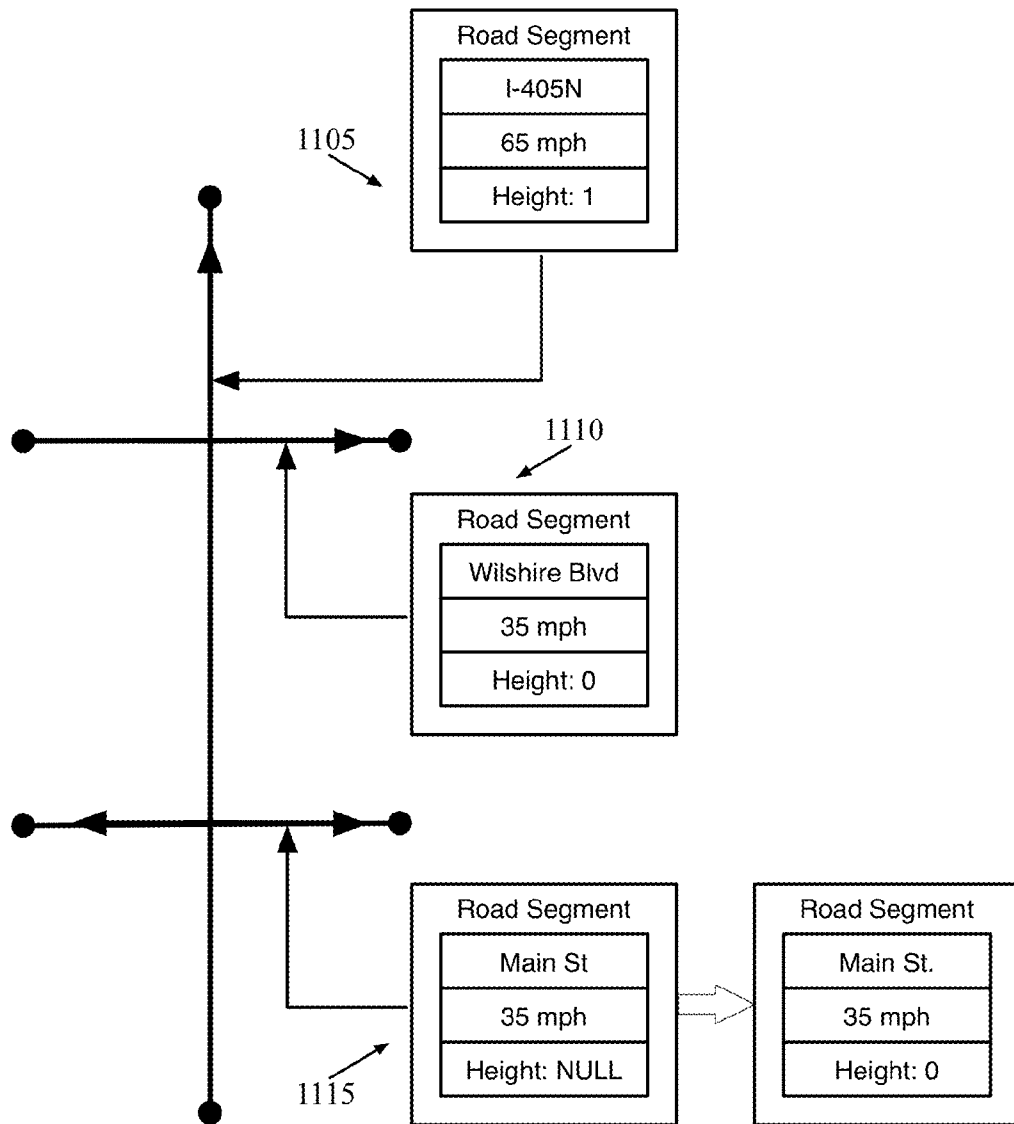 Road Segment
I-405N
65 mph
Height: 1
1105
1110
Road Segment
Wilshire Blvd
35 mph
Height: 0
Road Segment
Main St
35 mph
Height: NULL
1115
Road Segment
Main St.
35 mph
Height: 0